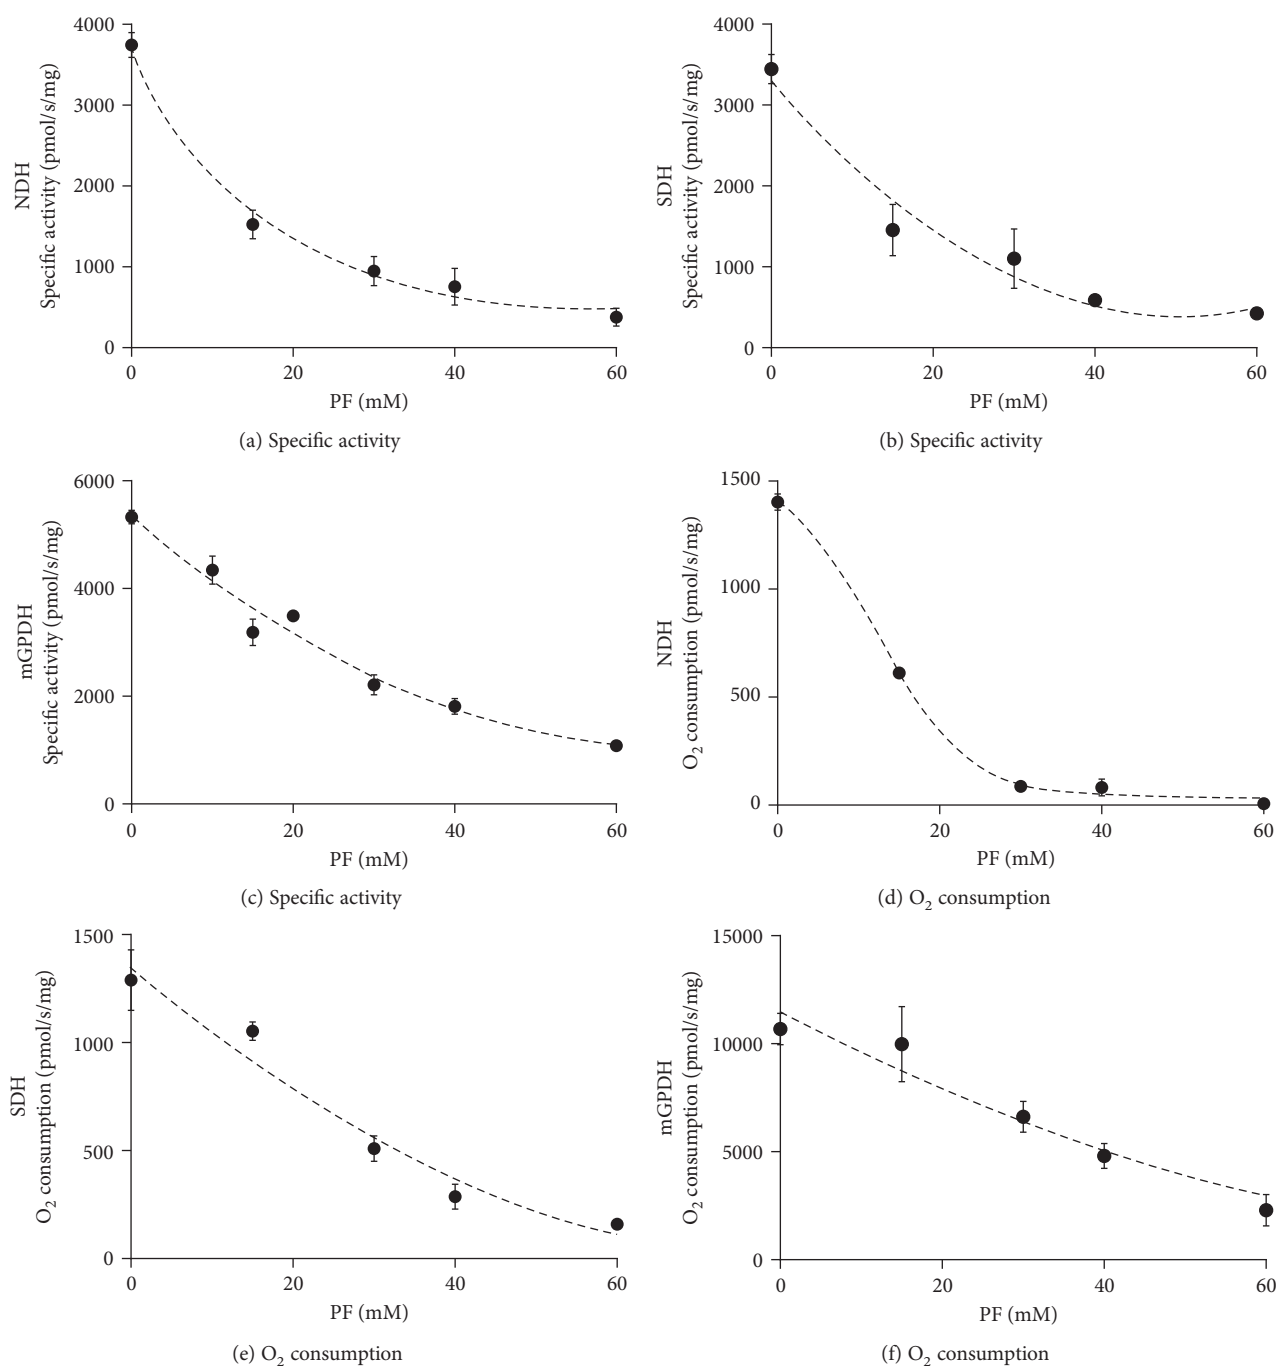 NDH
Specific activity (pmol/s/mg)
4000
3000
2000
1000
0
0 20 40 60
PF (mM)
(a) Specific activity
SDH
Specific activity (pmol/s/mg)
4000
3000
2000
1000
0
0 20 40 60
PF (mM)
(b) Specific activity
mGPDH
Specific activity (pmol/s/mg)
6000
4000
2000
0
0 20 40 60
PF (mM)
(c) Specific activity
NDH
O₂ consumption (pmol/s/mg)
1500
1000
500
0
0 20 40 60
PF (mM)
(d) O₂ consumption
SDH
O₂ consumption (pmol/s/mg)
1500
1000
500
0
0 20 40 60
PF (mM)
(e) O₂ consumption
mGPDH
O₂ consumption (pmol/s/mg)
15000
10000
5000
0
0 20 40 60
PF (mM)
(f) O₂ consumption